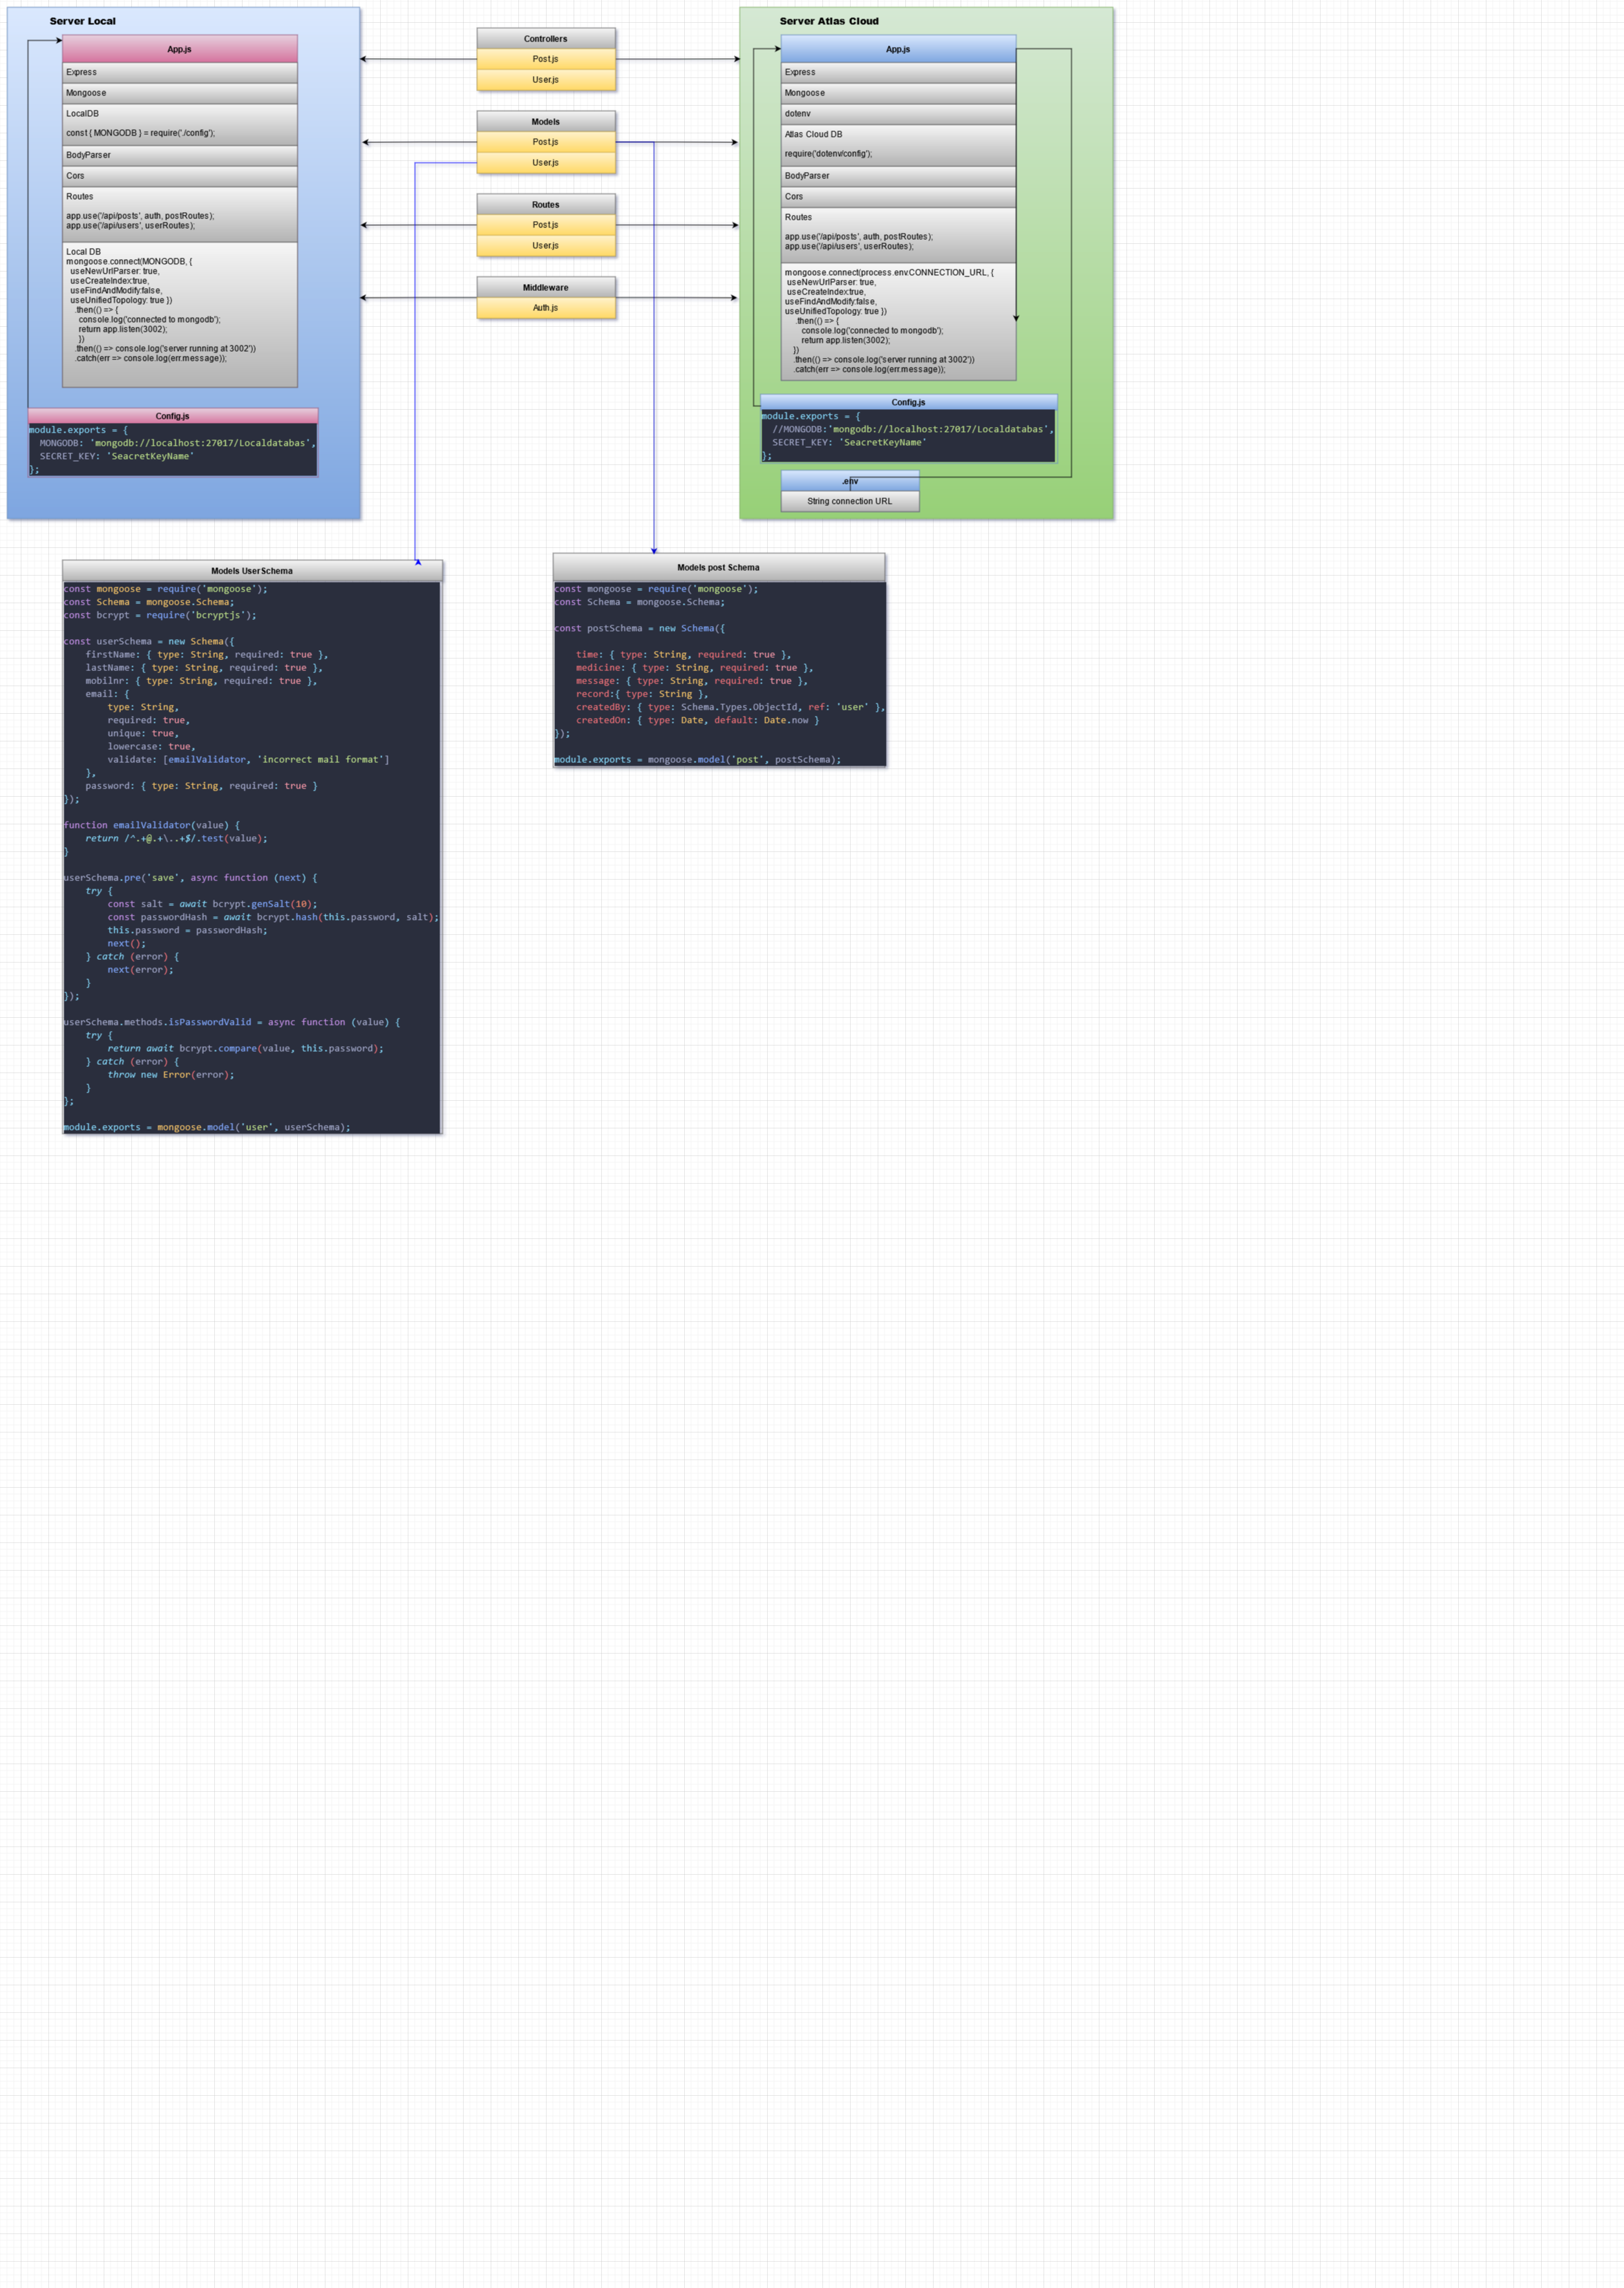 Server Local
App.js
Express
Mongoose
LocalDB
const { MONGODB } = require('./config');
BodyParser
Cors
Routes
app.use('/api/posts', auth, postRoutes);
app.use('/api/users', userRoutes);
Local DB
mongoose.connect(MONGODB, {
useNewUrlParser: true,
useCreateIndex:true,
useFindAndModify:false,
useUnifiedTopology: true })
.then(() => {
console.log('connected to mongodb');
return app.listen(3002);
})
.then(() => console.log('server running at 3002'))
.catch(err => console.log(err.message));
Config.js
module.exports = {
MONGODB: 'mongodb://localhost:27017/Localdatabas',
SECRET_KEY: 'SeacretKeyName'
};
Controllers
Post.js
User.js
Models
Post.js
User.js
Routes
Post.js
User.js
Middleware
Auth.js
Server Atlas Cloud
App.js
Express
Mongoose
dotenv
Atlas Cloud DB
require('dotenv/config');
BodyParser
Cors
Routes
app.use('/api/posts', auth, postRoutes);
app.use('/api/users', userRoutes);
mongoose.connect(process.env.CONNECTION_URL, {
useNewUrlParser: true,
useCreateIndex:true,
useFindAndModify:false,
useUnifiedTopology: true })
.then(() => {
console.log('connected to mongodb');
return app.listen(3002);
})
.then(() => console.log('server running at 3002'))
.catch(err => console.log(err.message));
Config.js
module.exports = {
//MONGODB:'mongodb://localhost:27017/Localdatabas',
SECRET_KEY: 'SeacretKeyName'
};
.env
String connection URL
Models UserSchema
const mongoose = require('mongoose');
const Schema = mongoose.Schema;
const bcrypt = require('bcryptjs');
const userSchema = new Schema({
firstName: { type: String, required: true },
lastName: { type: String, required: true },
mobilnr: { type: String, required: true },
email: {
type: String,
required: true,
unique: true,
lowercase: true,
validate: [emailValidator, 'incorrect mail format']
},
password: { type: String, required: true }
});
function emailValidator(value) {
return /^.+@.+\..+$/.test(value);
}
userSchema.pre('save', async function (next) {
try {
const salt = await bcrypt.genSalt(10);
const passwordHash = await bcrypt.hash(this.password, salt);
this.password = passwordHash;
next();
} catch (error) {
next(error);
}
});
userSchema.methods.isPasswordValid = async function (value) {
try {
return await bcrypt.compare(value, this.password);
} catch (error) {
throw new Error(error);
}
};
module.exports = mongoose.model('user', userSchema);
Models post Schema
const mongoose = require('mongoose');
const Schema = mongoose.Schema;
const postSchema = new Schema({
time: { type: String, required: true },
medicine: { type: String, required: true },
message: { type: String, required: true },
record:{ type: String },
createdBy: { type: Schema.Types.ObjectId, ref: 'user' },
createdOn: { type: Date, default: Date.now }
});
module.exports = mongoose.model('post', postSchema);